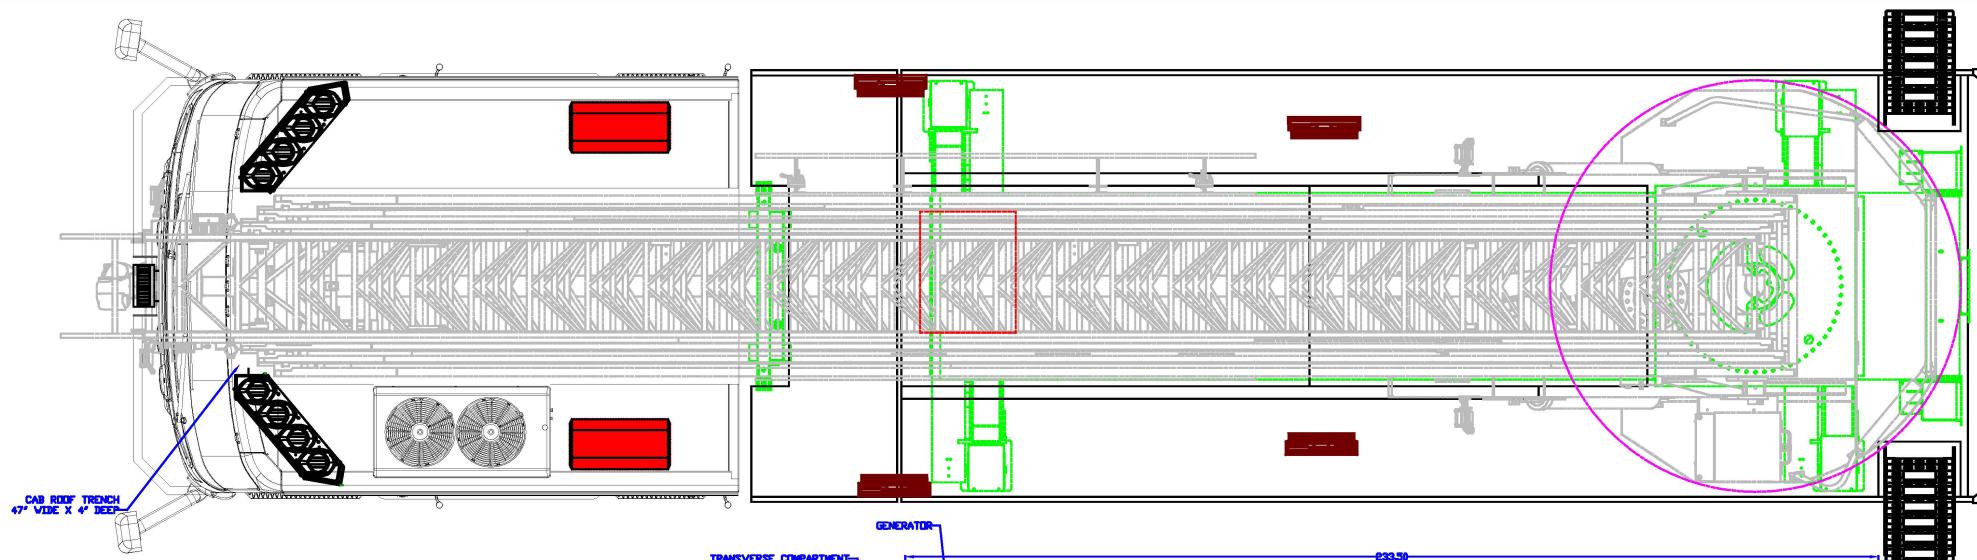 CAB ROOF TRENCH
47" WIDE X 4" DEEP
GENERATOR
TRANSVERSE COMPARTMENT
233.50